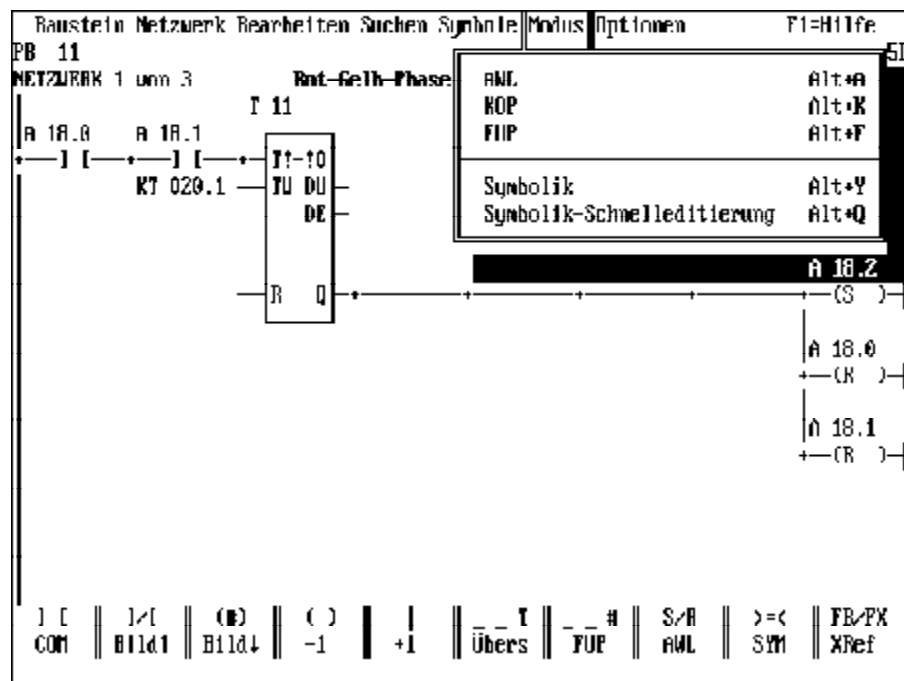 Baustein Netzwerk Bearbeiten Suchen Symbole Modus Optionen F1=Hilfe
PB 11
NETZWERK 1 von 3 Rot-Gelb-Phase
AWL Alt+A
KOP Alt+K
FUP Alt+F
Symbolik Alt+Y
Symbolik-Schnelleditierung Alt+Q
T 11
A 18.0 A 18.1
] [ ] [ T!-!0
KT 020.1 TW DU
DE
A 18.2
R Q (S )
A 18.0
(R )
A 18.1
(R )
] [ ]/[ (#) ( ) _ _ T _ _ # S/R >=< FB/FX
COM Bild↑ Bild↓ -1 +1 Übers FUP AWL SYM XRef